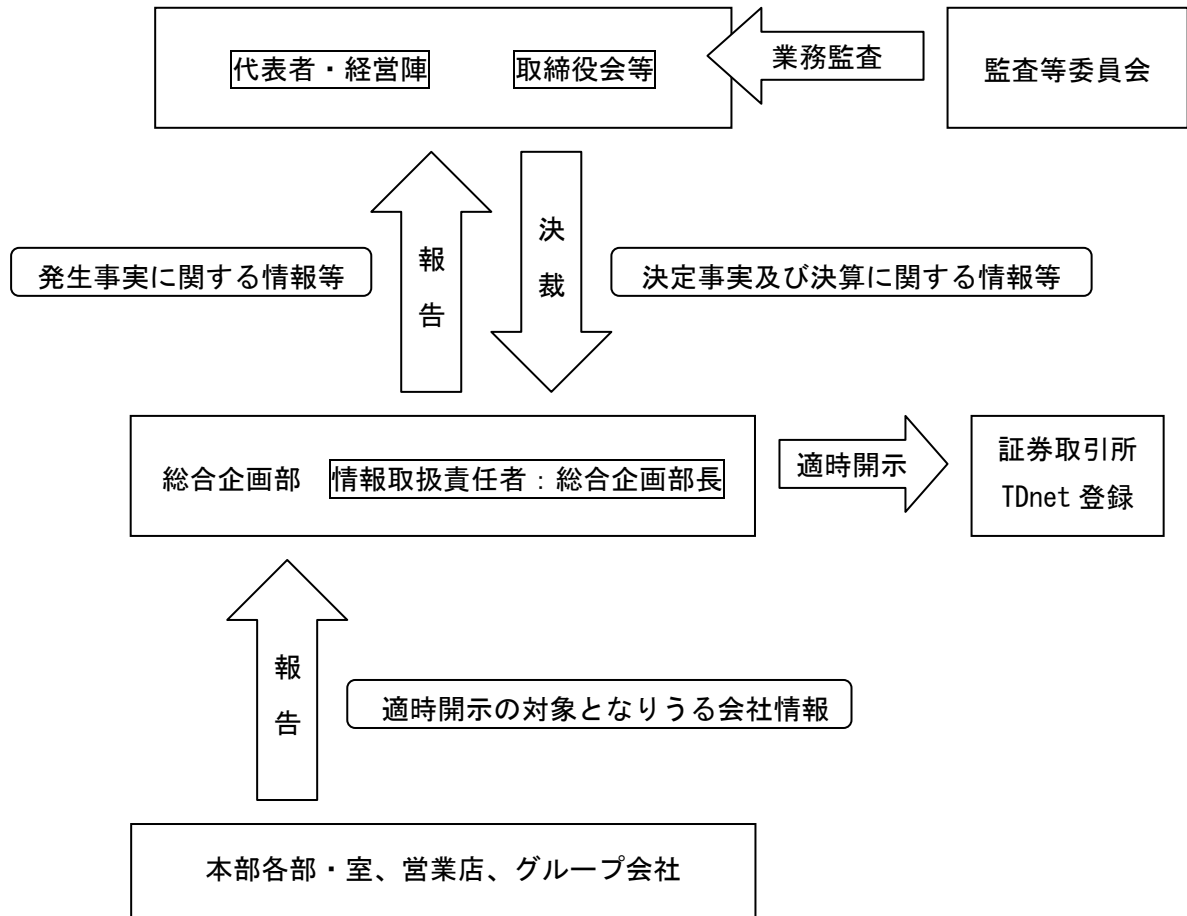 代表者・経営陣
取締役会等
業務監査
監査等委員会
報告
決裁
発生事実に関する情報等
決定事実及び決算に関する情報等
総合企画部
情報取扱責任者：総合企画部長
適時開示
証券取引所
TDnet 登録
報告
適時開示の対象となりうる会社情報
本部各部・室、営業店、グループ会社